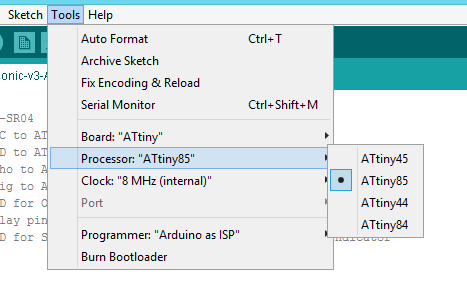 Sketch Tools Help
onic-v3-A
Auto Format Ctrl+T
Archive Sketch
Fix Encoding & Reload
Serial Monitor Ctrl+Shift+M
-SR04
C to AT
Board: "ATtiny"
D to AT
Processor: "ATtiny85" ATtiny45
ho to A
Clock: "8 MHz (internal)" ATtiny85
ig to A
Port ATtiny44
D for O
lay pin
ATtiny84
D for S
Programmer: "Arduino as ISP" indicator
Burn Bootloader